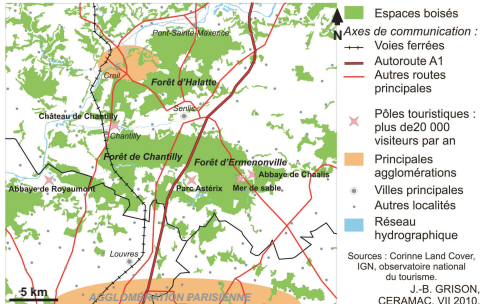 Pont-Sainte-Maxence
Creil
Forêt d'Halatte
Senlis
Château de Chantilly
Chantilly
Forêt de Chantilly
Forêt d'Ermenonville
Abbaye de Chaalis
Abbaye de Royaumont
Parc Astérix
Mer de sable,
Louvres
5 km
AGGLOMÉRATION PARISIENNE
N
Espaces boisés
Axes de communication :
Voies ferrées
Autoroute A1
Autres routes
principales
Pôles touristiques :
plus de20 000
visiteurs par an
Principales
agglomérations
Villes principales
Autres localités
Réseau
hydrographique
Sources : Corinne Land Cover,
IGN, observatoire national
du tourisme.
J.-B. GRISON,
CERAMAC, VII 2010.